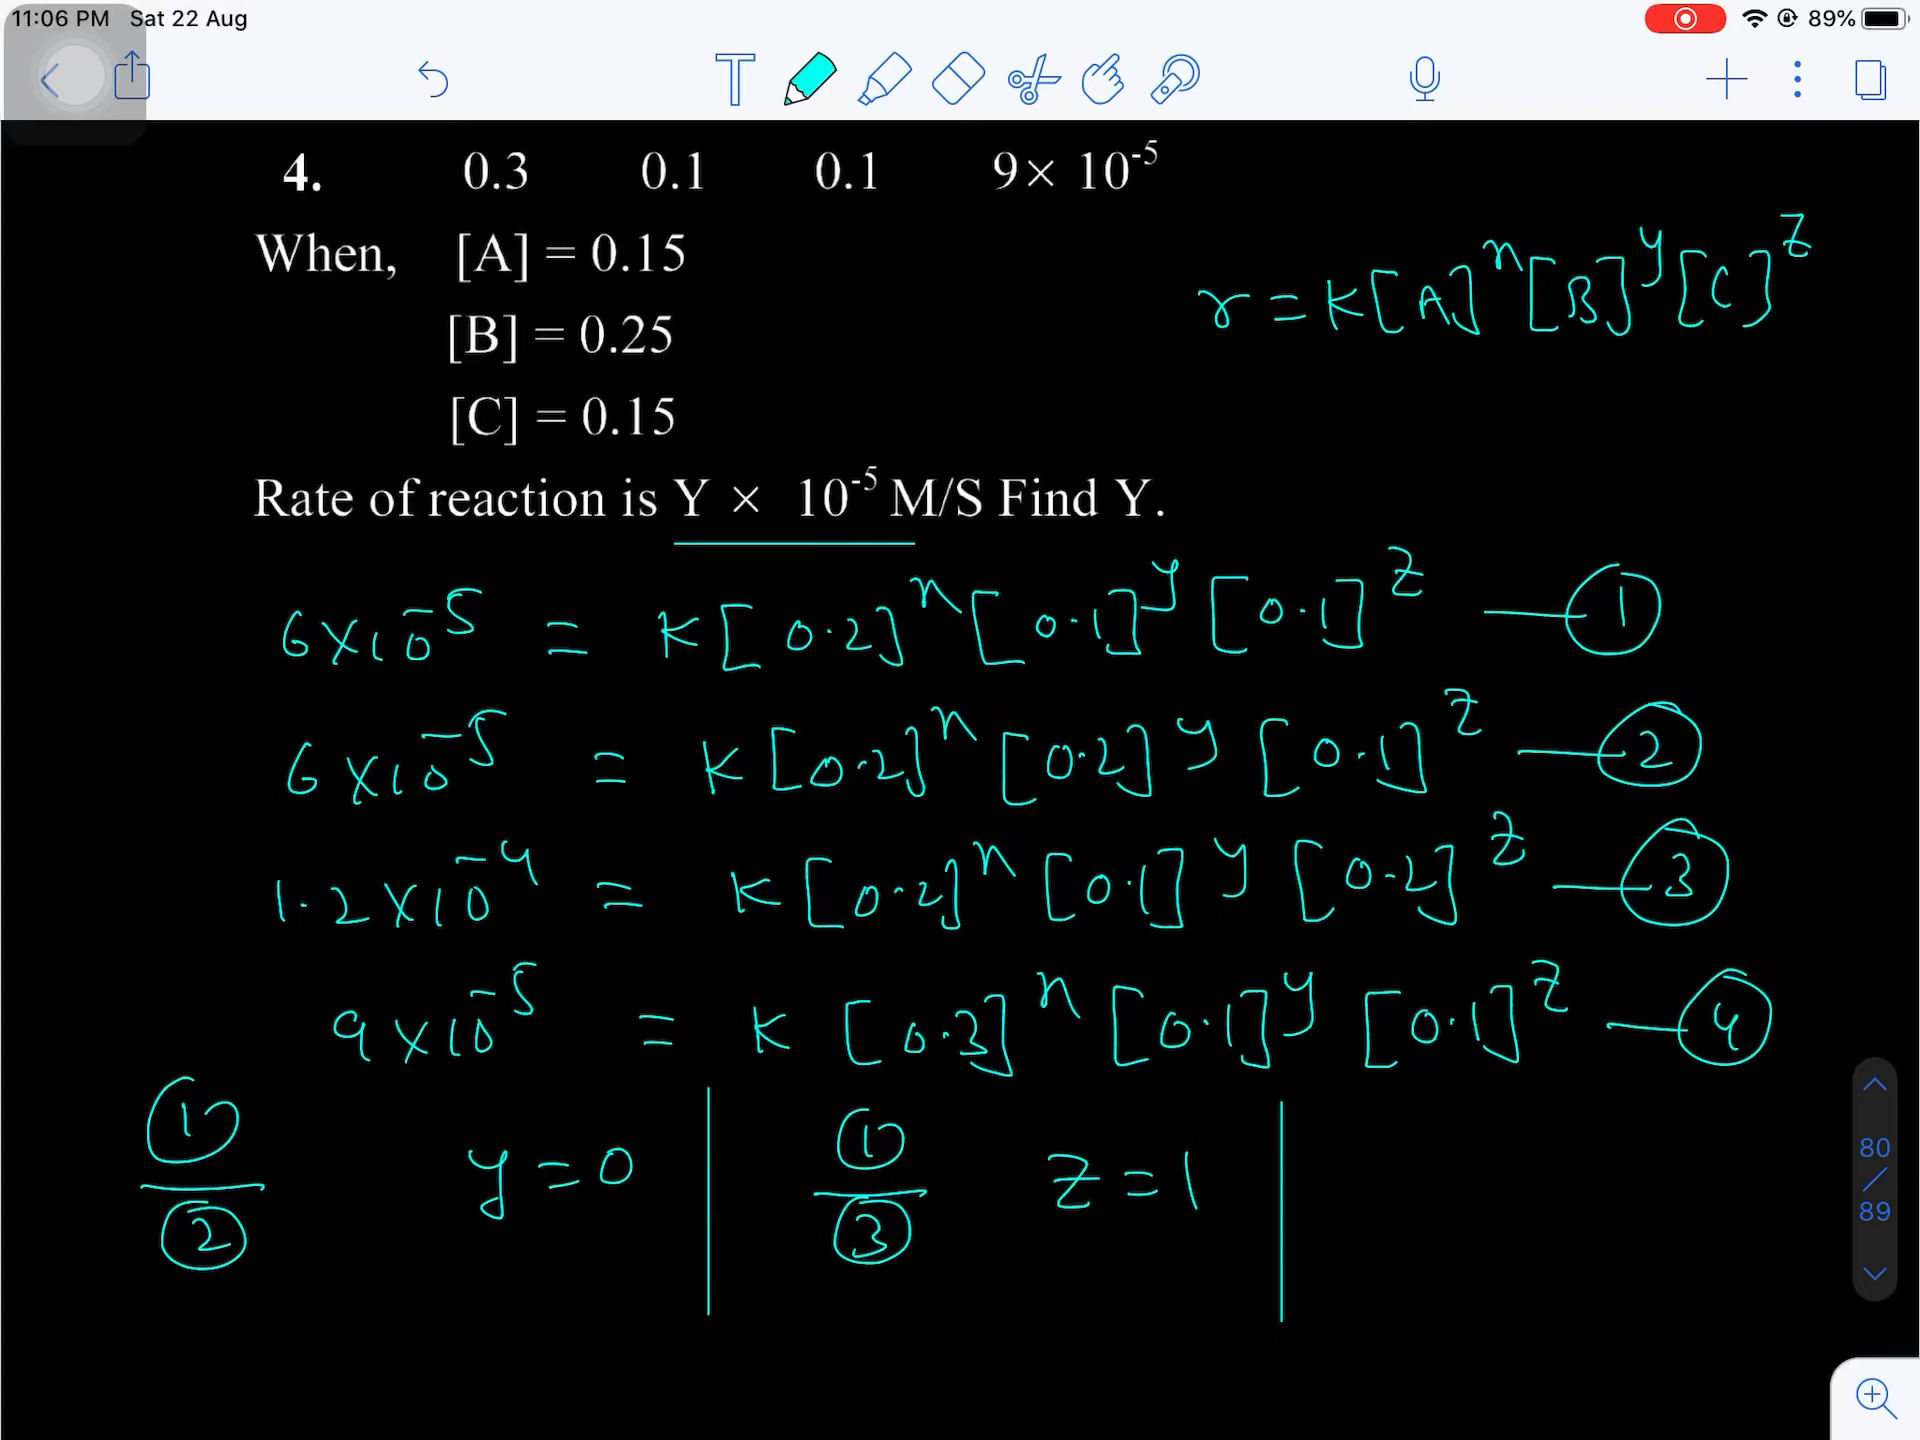 11:06 PM Sat 22 Aug 89%
T
4. 0.3 0.1 0.1 9× 10⁻⁵
When, [A] = 0.15
r = K[A]ⁿ[B]ʸ[C]ᶻ
[B] = 0.25
[C] = 0.15
Rate of reaction is Y × 10⁻⁵ M/S Find Y.
6×10⁻⁵ = K[0.2]ⁿ[0.1]ʸ[0.1]ᶻ — 1
6×10⁻⁵ = K[0.2]ⁿ[0.2]ʸ[0.1]ᶻ — 2
1.2×10⁻⁴ = K[0.2]ⁿ[0.1]ʸ[0.2]ᶻ — 3
9×10⁻⁵ = K[0.3]ⁿ[0.1]ʸ[0.1]ᶻ — 4
1/2 y=0 | 1/3 z=1 |
80/89